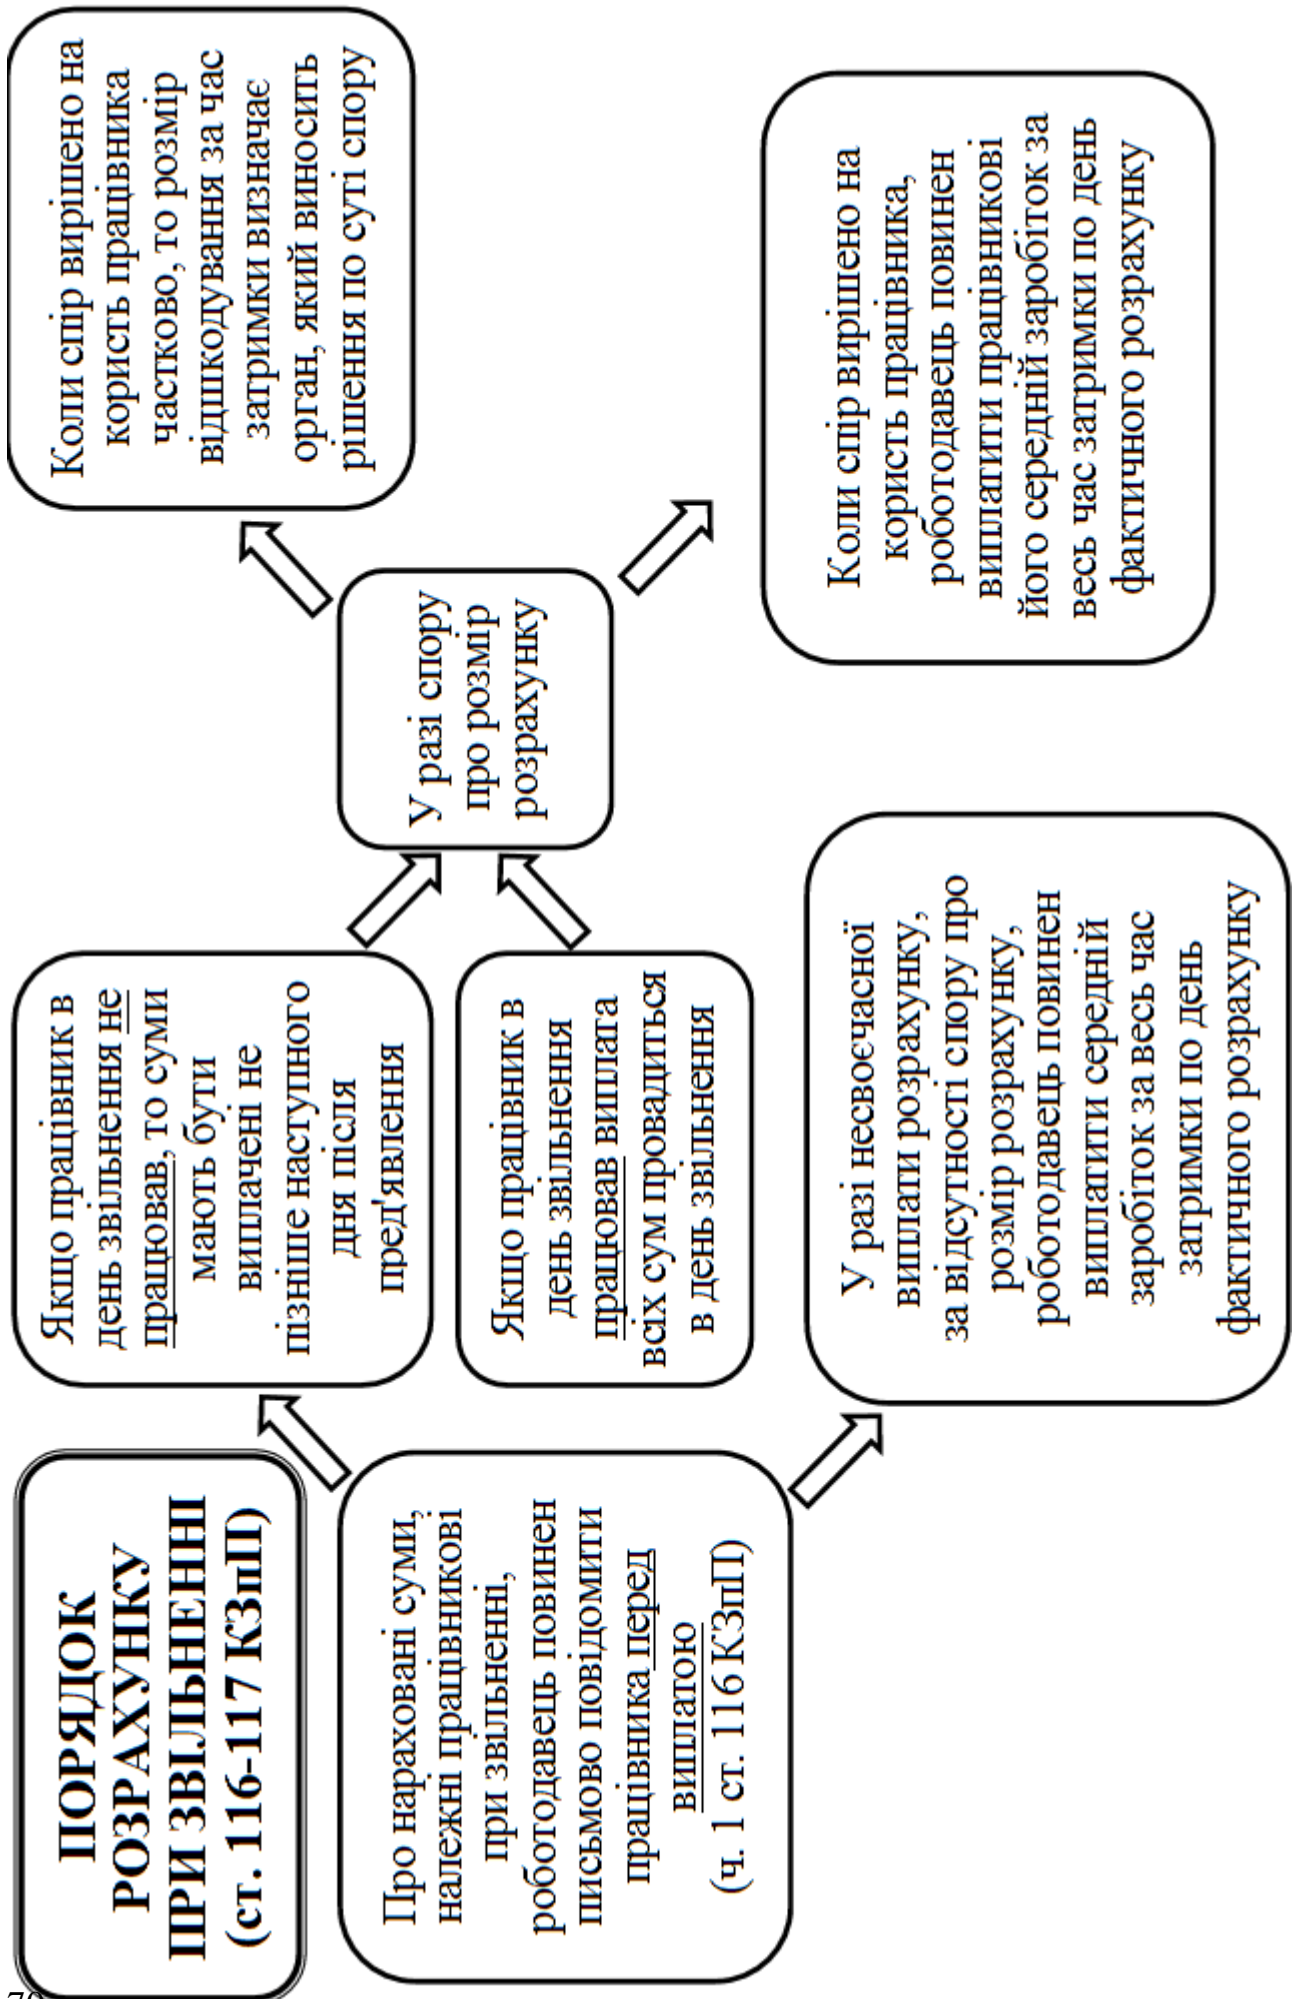 ПОРЯДОК
РОЗРАХУНКУ
ПРИ ЗВІЛЬНЕННІ
(ст. 116-117 КЗпП)
Про нараховані суми,
належні працівникові
при звільненні,
роботодавець повинен
письмово повідомити
працівника перед
виплатою
(ч. 1 ст. 116 КЗпП)
Якщо працівник в
день звільнення не
працював, то суми
мають бути
виплачені не
пізніше наступного
дня після
пред'явлення
Якщо працівник в
день звільнення
працював виплата
всіх сум провадиться
в день звільнення
У разі несвоєчасної
виплати розрахунку,
за відсутності спору про
розмір розрахунку,
роботодавець повинен
виплатити середній
заробіток за весь час
затримки по день
фактичного розрахунку
У разі спору
про розмір
розрахунку
Коли спір вирішено на
користь працівника
частково, то розмір
відшкодування за час
затримки визначає
орган, який виносить
рішення по суті спору
Коли спір вирішено на
користь працівника,
роботодавець повинен
виплатити працівникові
його середній заробіток за
весь час затримки по день
фактичного розрахунку